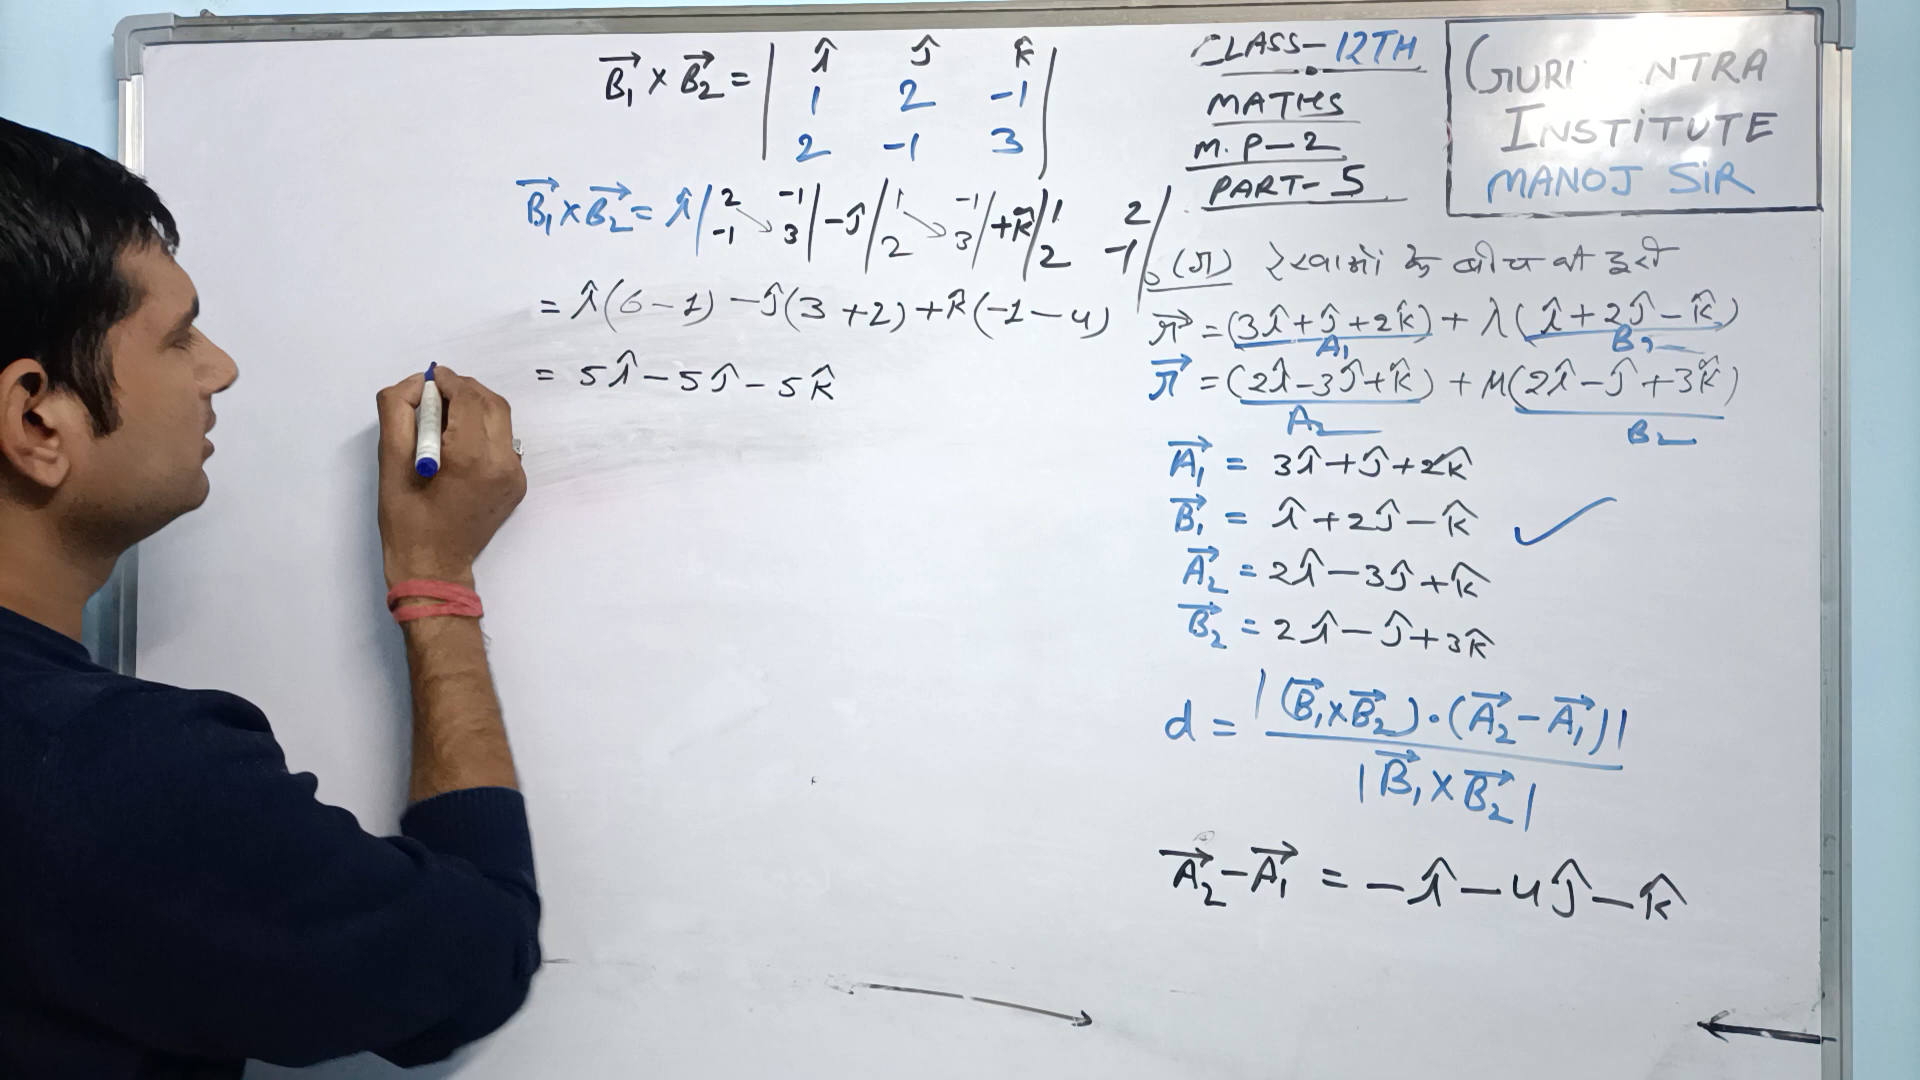 B₁ × B₂ = | î ĵ k̂ |
| 1 2 -1 |
| 2 -1 3 |
B₁ × B₂ = î | 2 -1 | - ĵ | 1 -1 | + k̂ | 1 2 |
| -1 3 | | 2 3 | | 2 -1 |
= î(6-1) - ĵ(3+2) + k̂(-1-4)
= 5î - 5ĵ - 5k̂
CLASS-12TH
MATHS
M.P-2
PART-5
INSTITUTE
MANOJ SIR
रेखाओं के बीच की दूरी
r = (3î + ĵ + 2k̂) + λ(î + 2ĵ - k̂)
A₁
r = (2î - 3ĵ + k̂) + μ(2î - ĵ + 3k̂)
A₂ B₂
A₁ = 3î + ĵ + 2k̂
B₁ = î + 2ĵ - k̂ ✓
A₂ = 2î - 3ĵ + k̂
B₂ = 2î - ĵ + 3k̂
d = |(B₁ × B₂)·(A₂ - A₁)|
|B₁ × B₂|
A₂ - A₁ = -î - 4ĵ - k̂